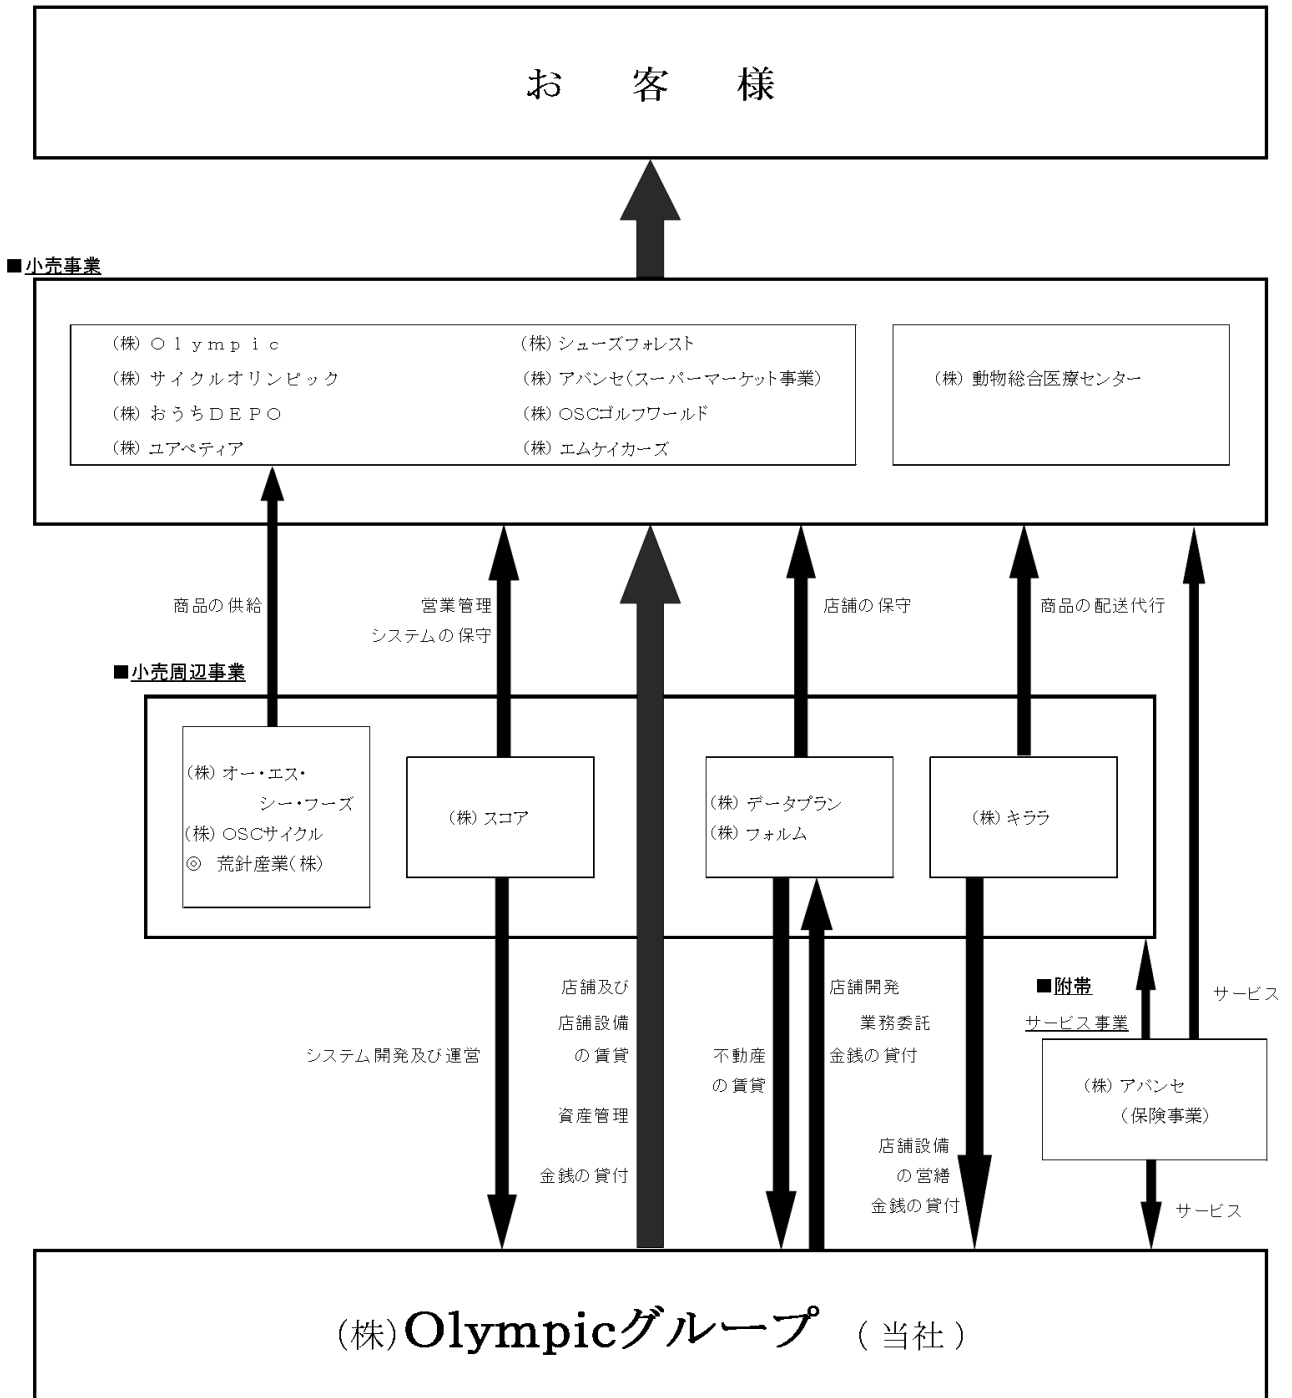 お 客 様
■小売事業
(株) Olympic
(株) サイクルオリンピック
(株) おうちDEPO
(株) ユアペティア
(株) シューズフォレスト
(株) アバンセ(スーパーマーケット事業)
(株) OSCゴルフワールド
(株) エムケイカーズ
(株) 動物総合医療センター
商品の供給
営業管理
システムの保守
店舗の保守
商品の配送代行
■小売周辺事業
(株) オー・エス・
シー・フーズ
(株) OSCサイクル
◎ 荒針産業(株)
(株) スコア
(株) データプラン
(株) フォルム
(株) キララ
システム開発及び運営
店舗及び
店舗設備
の賃貸
資産管理
金銭の貸付
不動産
の賃貸
店舗開発
業務委託
金銭の貸付
店舗設備
の営繕
金銭の貸付
■附帯
サービス事業
サービス
(株) アバンセ
(保険事業)
サービス
(株)Olympicグループ (当社)